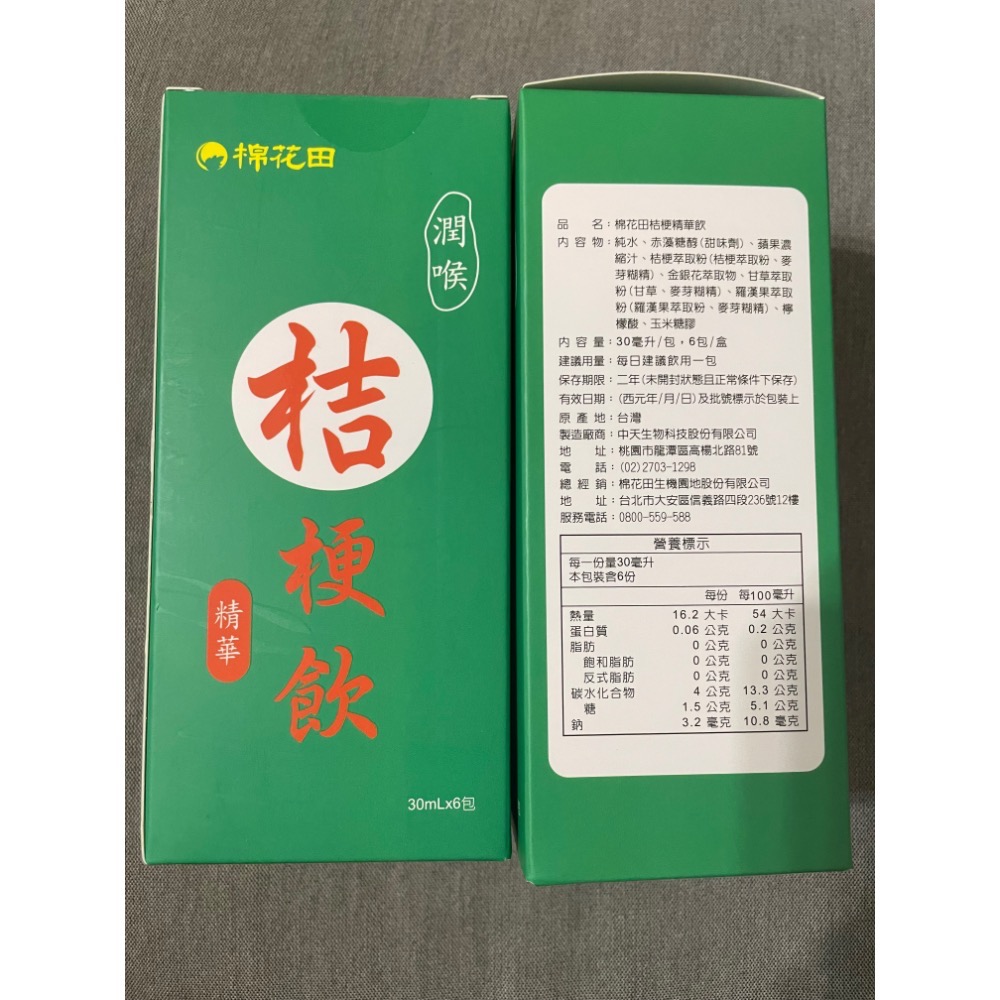 棉花田
潤喉
桔梗飲
精華
30mLx6包
品　　名：棉花田桔梗精華飲
內 容 物：純水、赤藻糖醇(甜味劑)、蘋果濃
縮汁、桔梗萃取粉(桔梗萃取粉、麥
芽糊精)、金銀花萃取物、甘草萃取
粉(甘草、麥芽糊精)、羅漢果萃取
粉(羅漢果萃取粉、麥芽糊精)、檸
檬酸、玉米糖膠
內 容 量：30毫升/包，6包/盒
建議用量：每日建議飲用一包
保存期限：二年(未開封狀態且正常條件下保存)
有效日期：(西元年/月/日)及批號標示於包裝上
原 產 地：台灣
製造廠商：中天生物科技股份有限公司
地　　址：桃園市龍潭區高楊北路81號
電　　話：(02)2703-1298
總 經 銷：棉花田生機園地股份有限公司
地　　址：台北市大安區信義路四段236號12樓
服務電話：0800-559-588
營養標示
每一份量30毫升
本包裝含6份
每份 每100毫升
熱量 16.2 大卡 54 大卡
蛋白質 0.06 公克 0.2 公克
脂肪 0 公克 0 公克
飽和脂肪 0 公克 0 公克
反式脂肪 0 公克 0 公克
碳水化合物 4 公克 13.3 公克
糖 1.5 公克 5.1 公克
鈉 3.2 毫克 10.8 毫克